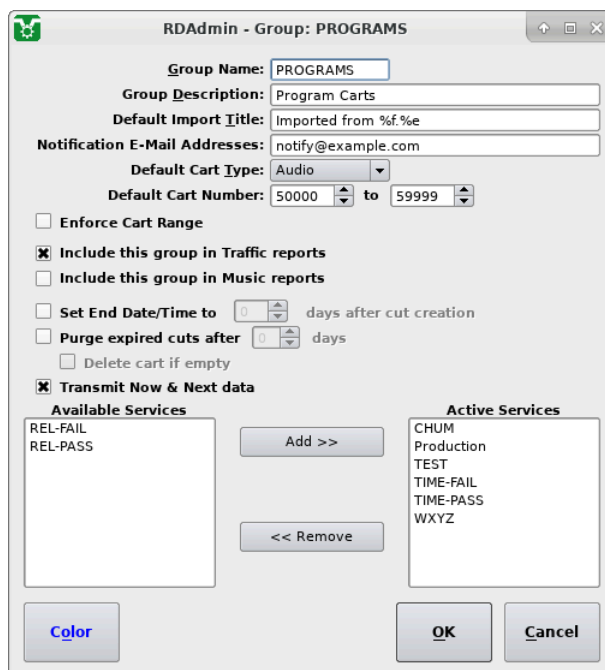 RDAdmin - Group: PROGRAMS
Group Name: PROGRAMS
Group Description: Program Carts
Default Import Title: Imported from %f.%e
Notification E-Mail Addresses: notify@example.com
Default Cart Type: Audio
Default Cart Number: 50000 to 59999
Enforce Cart Range
Include this group in Traffic reports
Include this group in Music reports
Set End Date/Time to 0 days after cut creation
Purge expired cuts after 0 days
Delete cart if empty
Transmit Now & Next data
Available Services
REL-FAIL
REL-PASS
Add >>
<< Remove
Active Services
CHUM
Production
TEST
TIME-FAIL
TIME-PASS
WXYZ
Color
OK
Cancel